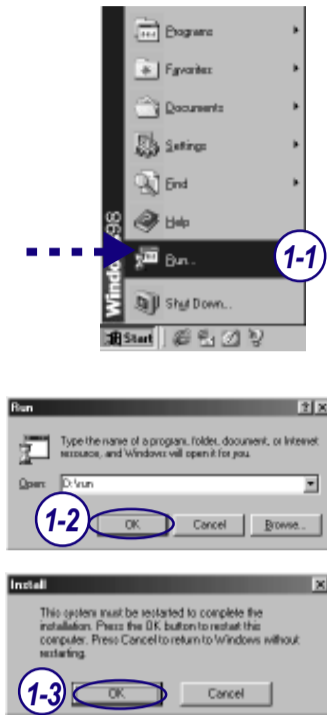 Programs
Favorites
Documents
Settings
Find
Help
Run...
1-1
Shut Down...
Windows98
Start
Run
Type the name of a program, folder, document, or Internet
resource, and Windows will open it for you.
Open:
D:\run
1-2
OK
Cancel
Browse...
Install
This system must be restarted to complete the
installation. Press the OK button to restart this
computer. Press Cancel to return to Windows without
restarting.
1-3
OK
Cancel